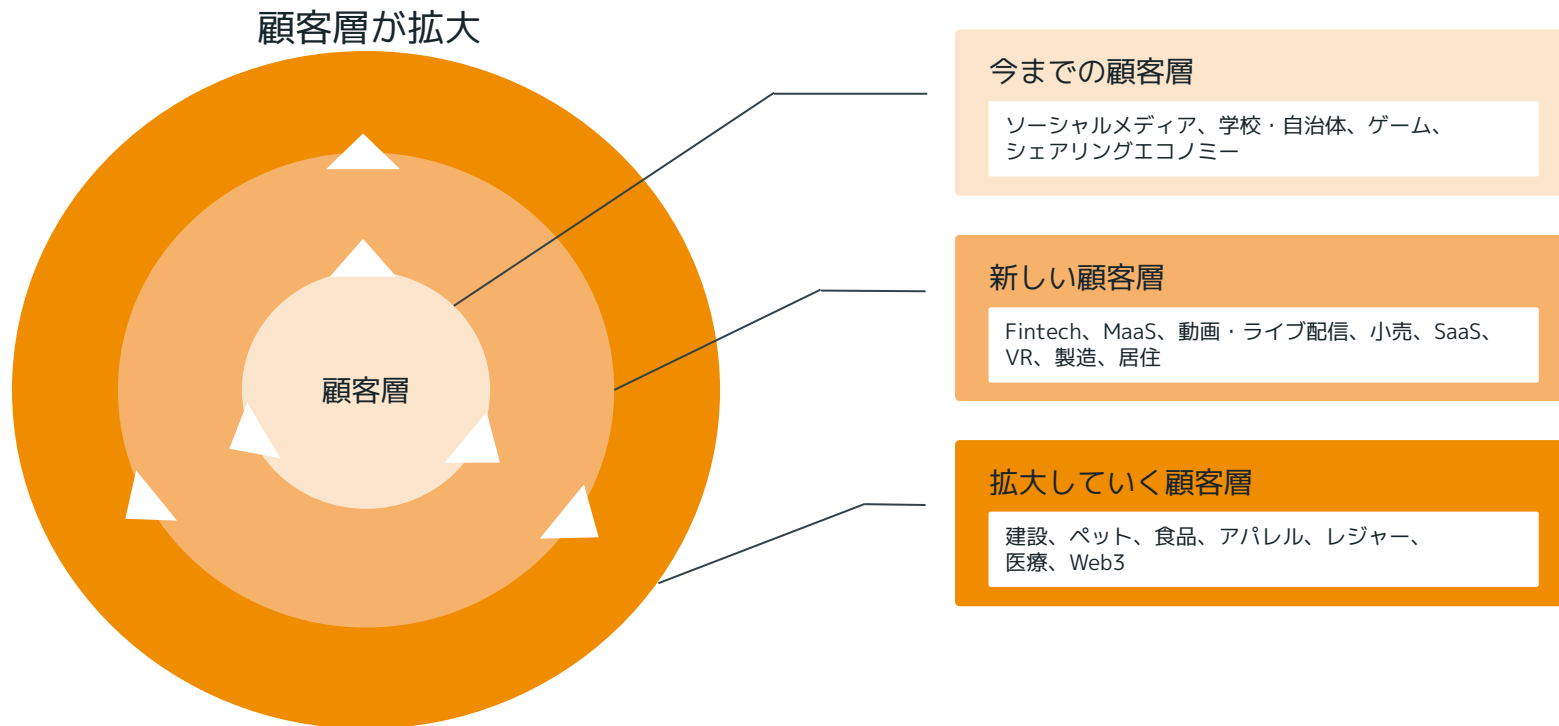 顧客層が拡大
顧客層
今までの顧客層
ソーシャルメディア、学校・自治体、ゲーム、
シェアリングエコノミー
新しい顧客層
Fintech、MaaS、動画・ライブ配信、小売、SaaS、
VR、製造、居住
拡大していく顧客層
建設、ペット、食品、アパレル、レジャー、
医療、Web3